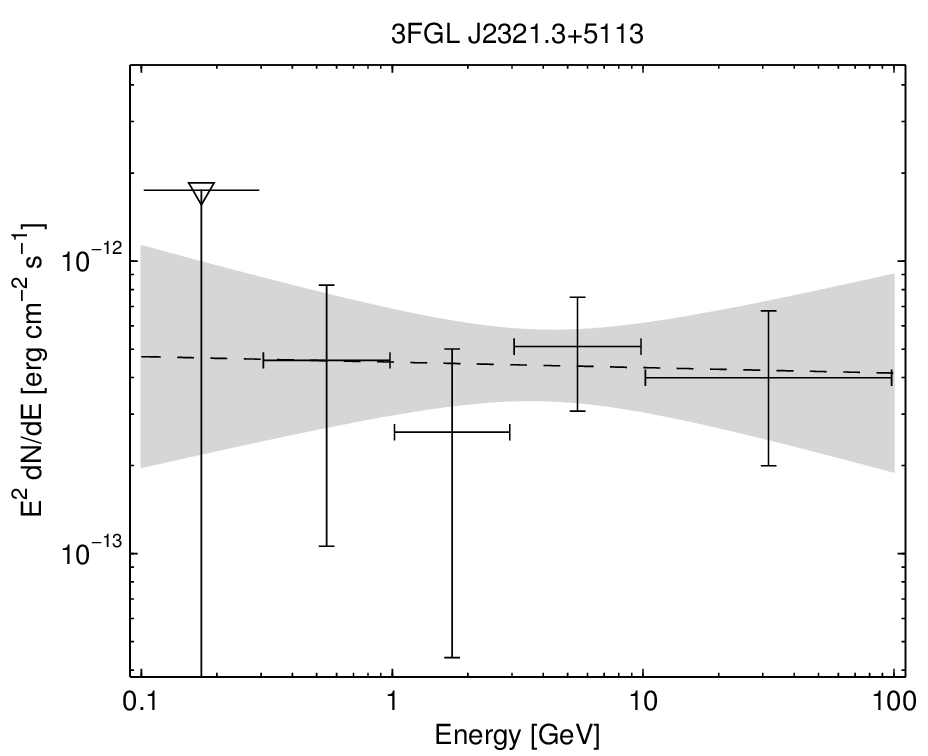 3FGL J2321.3+5113
E² dN/dE [erg cm⁻² s⁻¹]
10⁻¹²
10⁻¹³
0.1 1 10 100
Energy [GeV]